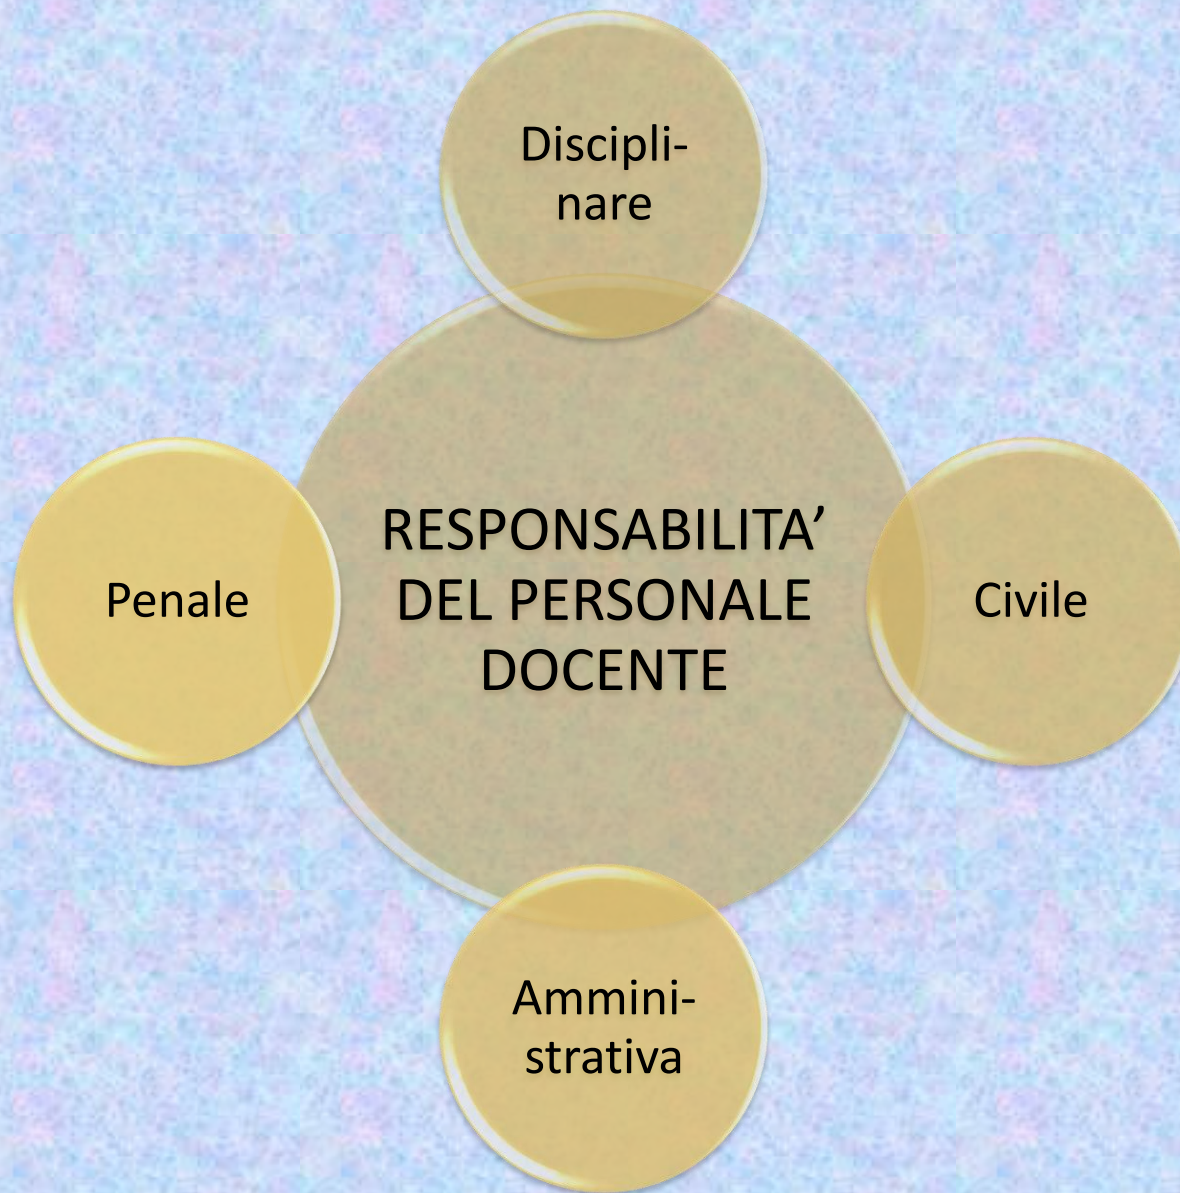 Discipli-
nare
RESPONSABILITA’
DEL PERSONALE
DOCENTE
Penale
Civile
Ammini-
strativa